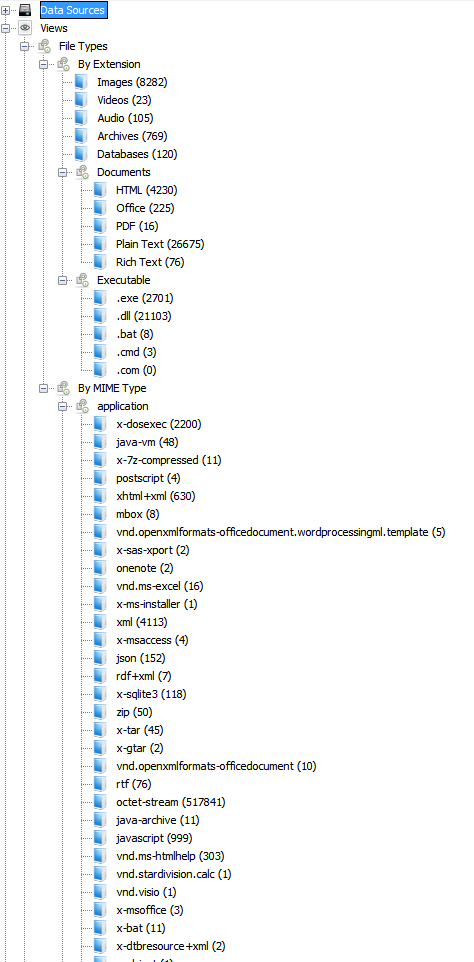 Data Sources
Views
File Types
By Extension
Images (8282)
Videos (23)
Audio (105)
Archives (769)
Databases (120)
Documents
HTML (4230)
Office (225)
PDF (16)
Plain Text (26675)
Rich Text (76)
Executable
.exe (2701)
.dll (21103)
.bat (8)
.cmd (3)
.com (0)
By MIME Type
application
x-dosexec (2200)
java-vm (48)
x-7z-compressed (11)
postscript (4)
xhtml+xml (630)
mbox (8)
vnd.openxmlformats-officedocument.wordprocessingml.template (5)
x-sas-xport (2)
onenote (2)
vnd.ms-excel (16)
x-ms-installer (1)
xml (4113)
x-msaccess (4)
json (152)
rdf+xml (7)
x-sqlite3 (118)
zip (50)
x-tar (45)
x-gtar (2)
vnd.openxmlformats-officedocument (10)
rtf (76)
octet-stream (517841)
java-archive (11)
javascript (999)
vnd.ms-htmlhelp (303)
vnd.stardivision.calc (1)
vnd.visio (1)
x-msoffice (3)
x-bat (11)
x-dtbresource+xml (2)